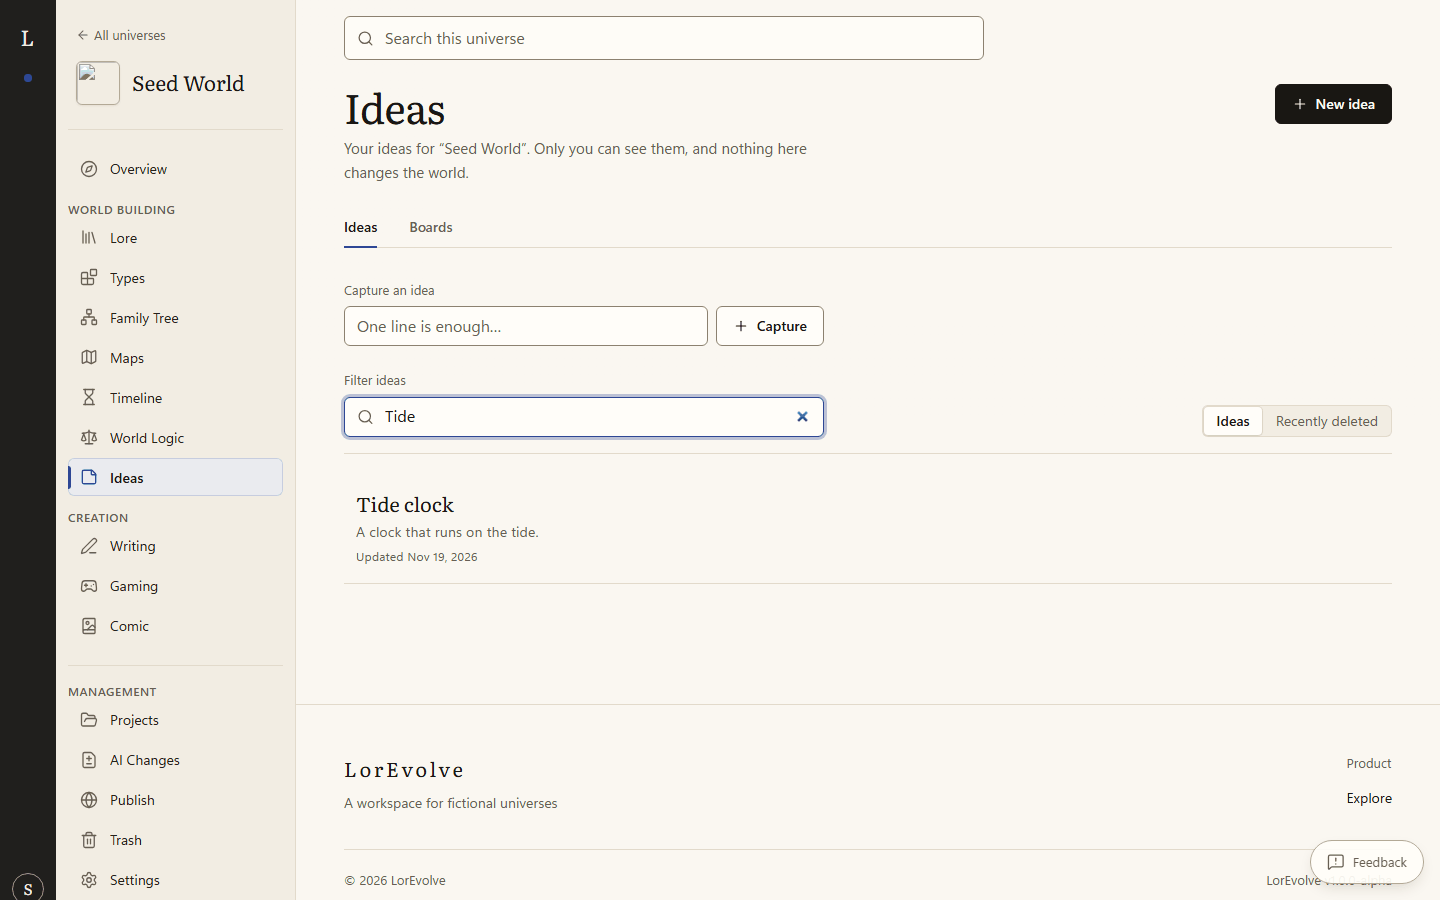 L
← All universes
Seed World
Overview
WORLD BUILDING
Lore
Types
Family Tree
Maps
Timeline
World Logic
Ideas
CREATION
Writing
Gaming
Comic
MANAGEMENT
Projects
AI Changes
Publish
Trash
Settings
S
Search this universe
Ideas
New idea
Your ideas for “Seed World”. Only you can see them, and nothing here
changes the world.
Ideas Boards
Capture an idea
One line is enough...
Capture
Filter ideas
Tide
Ideas Recently deleted
Tide clock
A clock that runs on the tide.
Updated Nov 19, 2026
LorEvolve
A workspace for fictional universes
Product
Explore
Feedback
© 2026 LorEvolve
LorEvolve